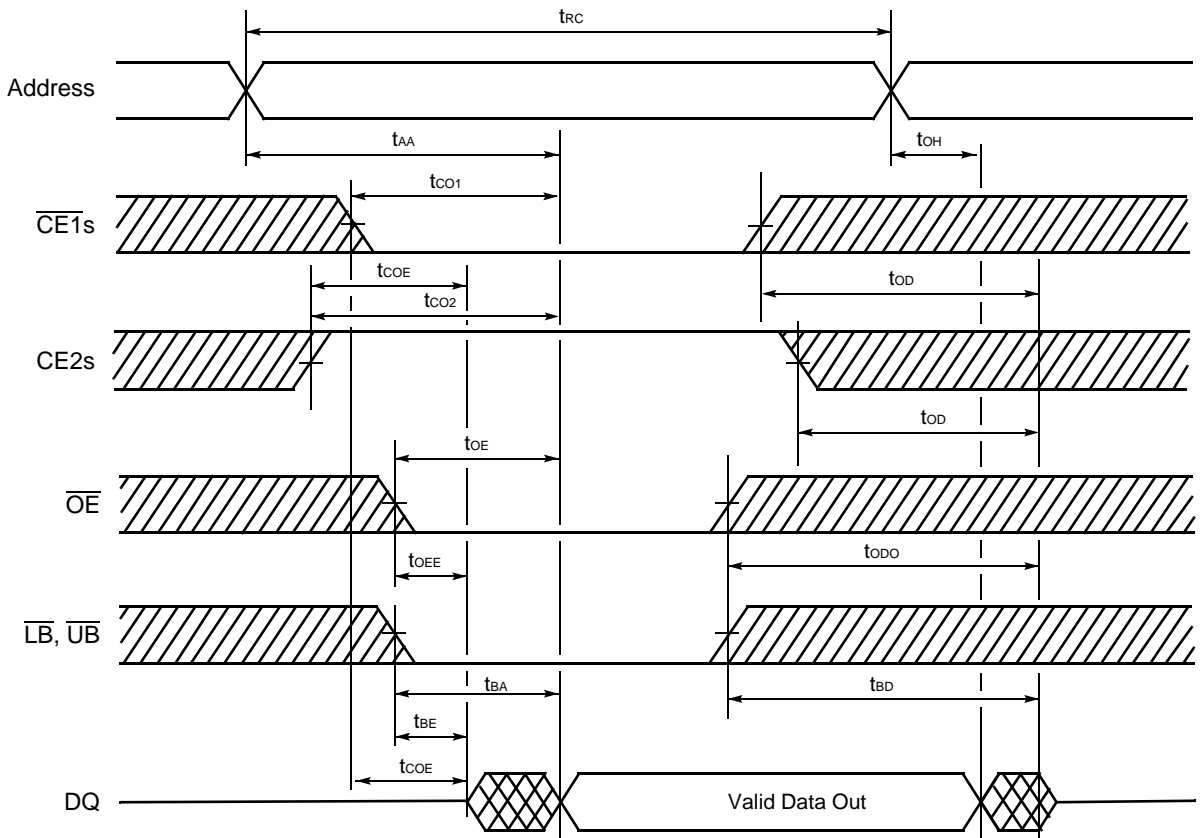 tRC
Address
tAA
tOH
tCO1
CE1s
tCOE
tOD
tCO2
CE2s
tOD
tOE
OE
tOEE
tODO
LB, UB
tBA
tBD
tBE
tCOE
DQ
Valid Data Out